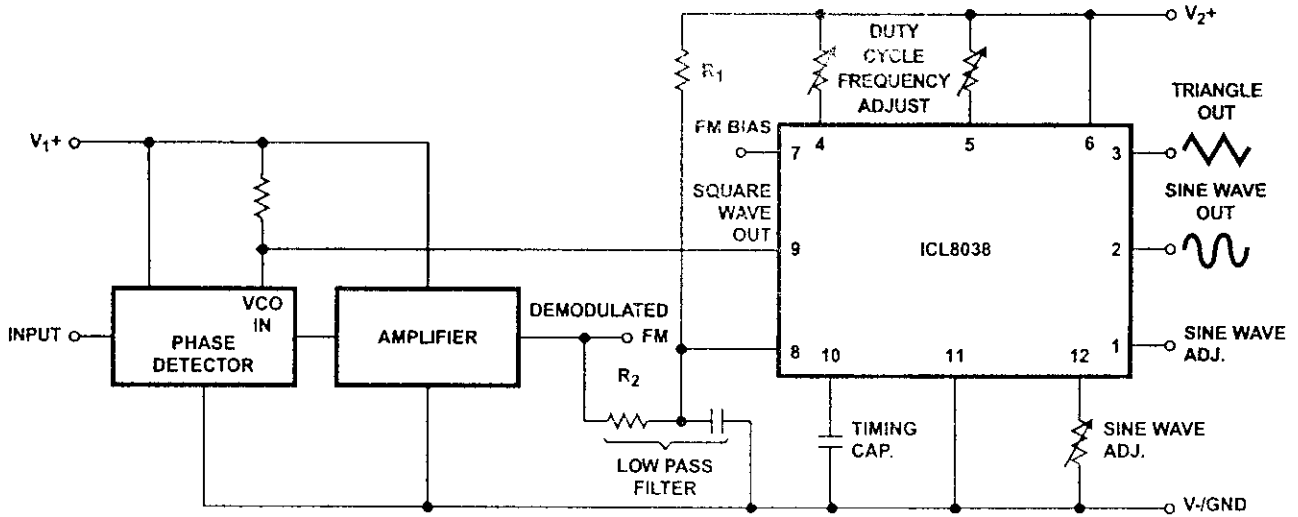 V2+
DUTY
CYCLE
FREQUENCY
ADJUST
R1
V1+
FM BIAS
7
4
5
6
3
TRIANGLE
OUT
SQUARE
WAVE
OUT
9
ICL8038
2
SINE WAVE
OUT
INPUT
VCO
IN
PHASE
DETECTOR
AMPLIFIER
DEMODULATED
FM
8
10
11
12
1
SINE WAVE
ADJ.
R2
LOW PASS
FILTER
TIMING
CAP.
SINE WAVE
ADJ.
V-/GND